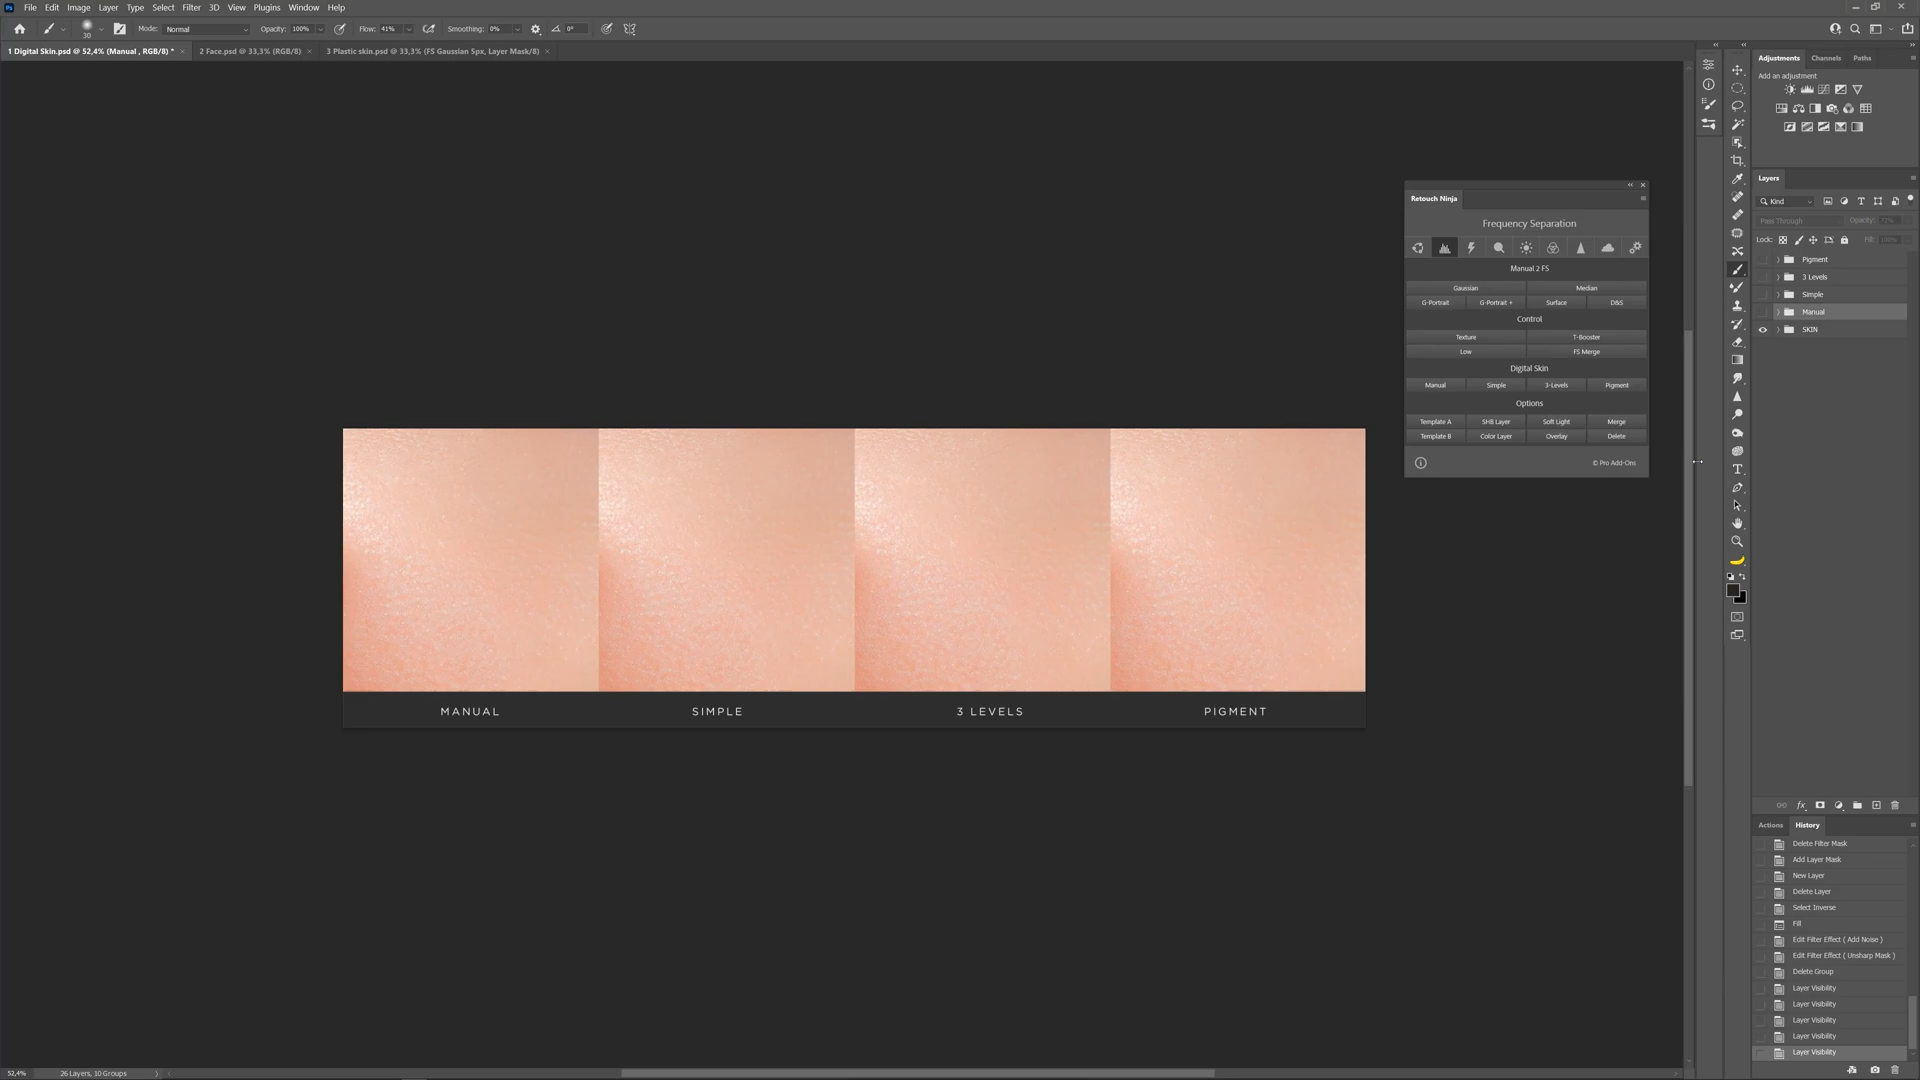 File Edit Image Layer Type Select Filter 3D View Plugins Window Help
30 Mode: Normal Opacity: 100% Flow: 41% Smoothing: 0% 0°
1 Digital Skin.psd @ 52,4% (Manual , RGB/8) * 2 Face.psd @ 33,3% (RGB/8) 3 Plastic skin.psd @ 33,3% (FS Gaussian 5px, Layer Mask/8)
Adjustments Channels Paths
Add an adjustment
Layers
Kind
Pass Through Opacity: 72%
Lock: Fill: 100%
Pigment
3 Levels
Simple
Manual
SKIN
Retouch Ninja
Frequency Separation
Manual 2 FS
Gaussian Median
G-Portrait G-Portrait + Surface D&S
Control
Texture T-Booster
Low FS Merge
Digital Skin
Manual Simple 3-Levels Pigment
Options
Template A SHB Layer Soft Light Merge
Template B Color Layer Overlay Delete
© Pro Add-Ons
MANUAL SIMPLE 3 LEVELS PIGMENT
Actions History
Delete Filter Mask
Add Layer Mask
New Layer
Delete Layer
Select Inverse
Fill
Edit Filter Effect ( Add Noise )
Edit Filter Effect ( Unsharp Mask )
Delete Group
Layer Visibility
Layer Visibility
Layer Visibility
Layer Visibility
Layer Visibility
52,4% 26 Layers, 10 Groups